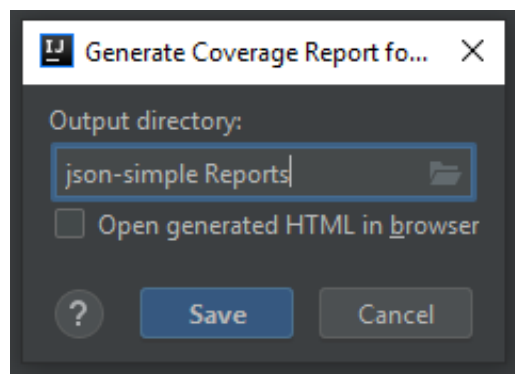 IJ Generate Coverage Report fo...
Output directory:
json-simple Reports
Open generated HTML in browser
? Save Cancel